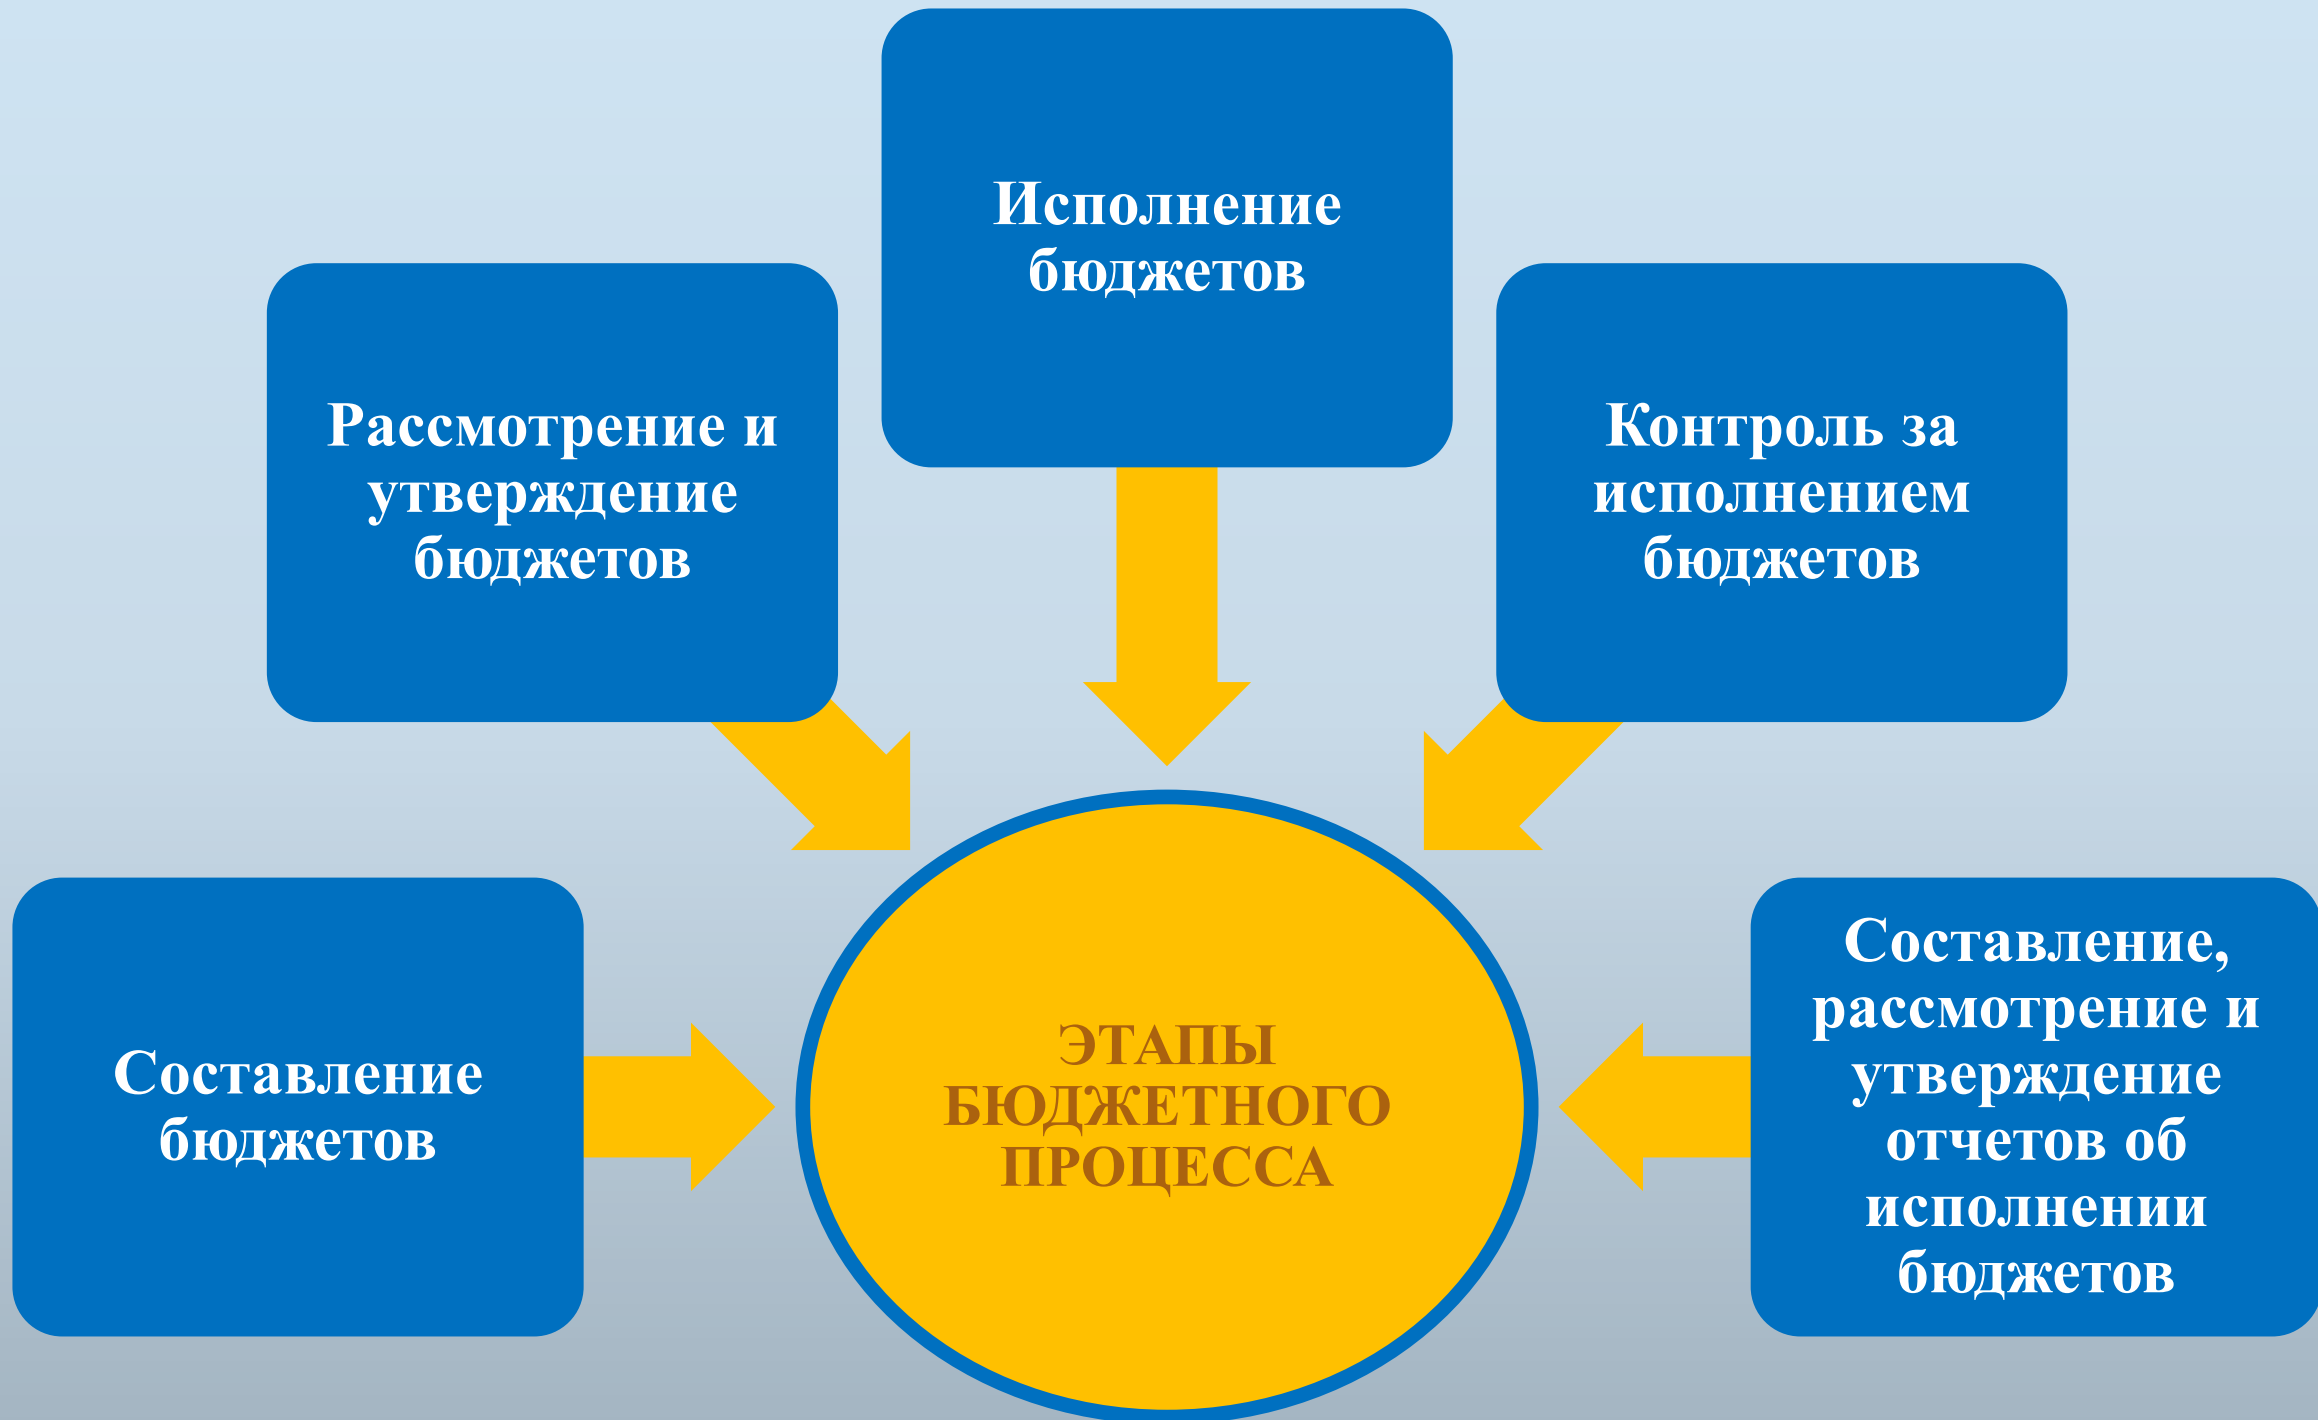 Исполнение
бюджетов
Рассмотрение и
утверждение
бюджетов
Контроль за
исполнением
бюджетов
Составление
бюджетов
ЭТАПЫ
БЮДЖЕТНОГО
ПРОЦЕССА
Составление,
рассмотрение и
утверждение
отчетов об
исполнении
бюджетов